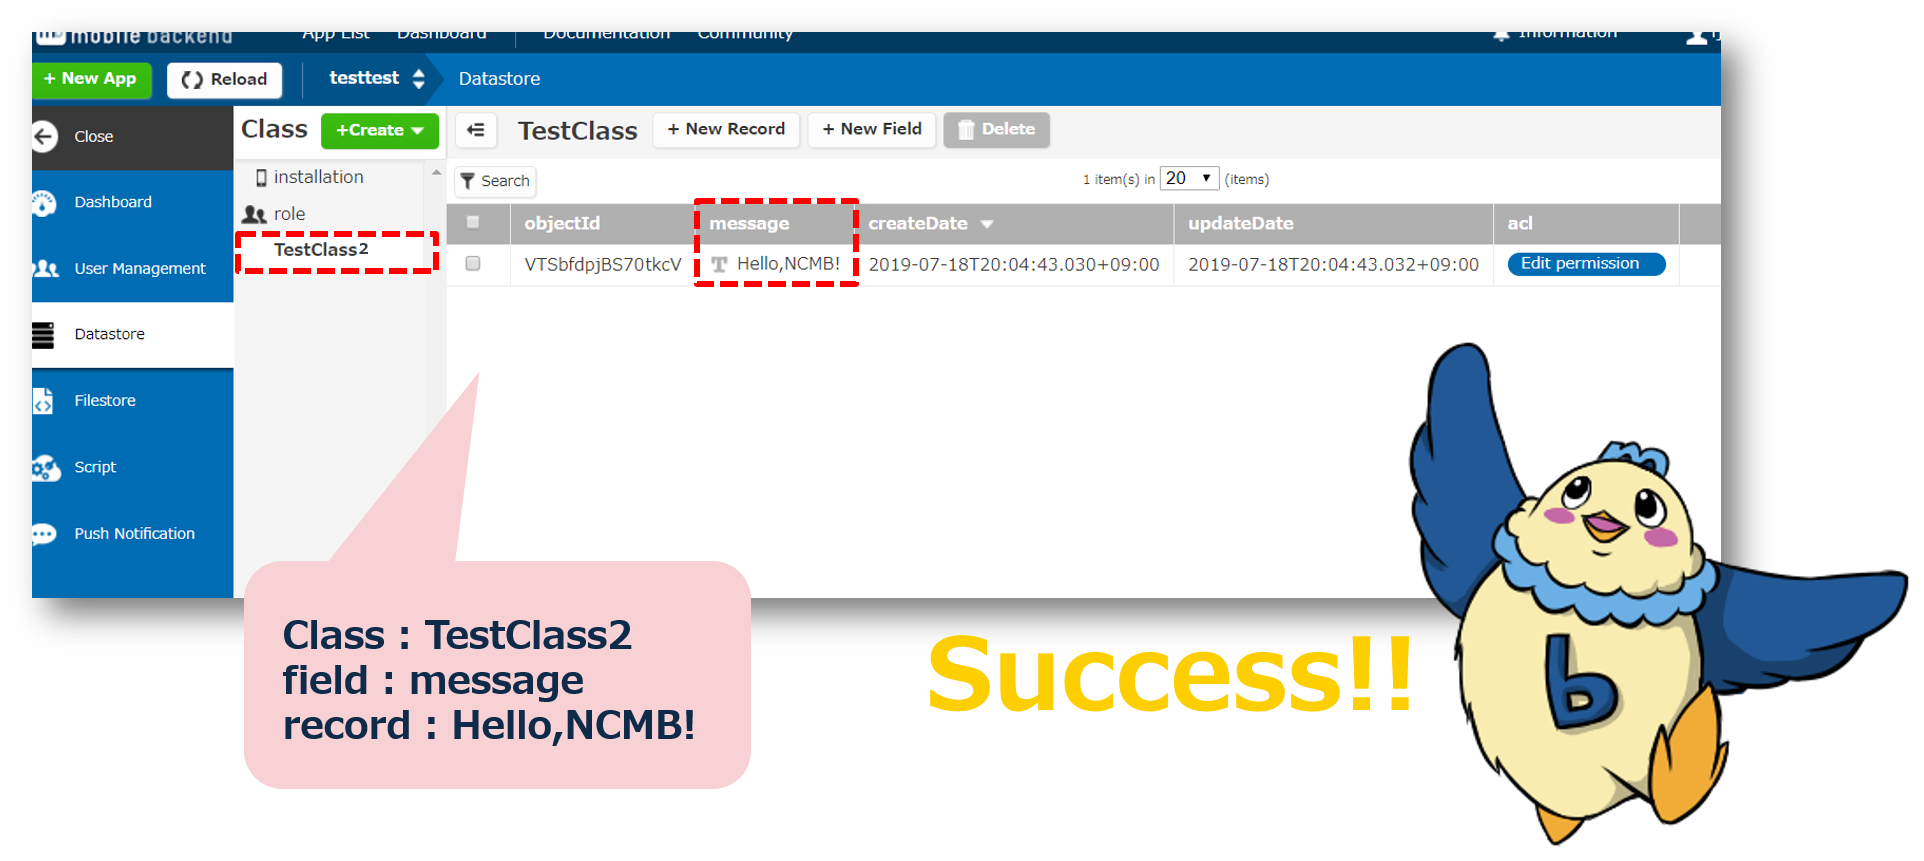 mobile backend App List Dashboard Documentation Community Information
+ New App Reload testtest Datastore
Close
Dashboard
User Management
Datastore
Filestore
Script
Push Notification
Class +Create
installation
role
TestClass2
TestClass + New Record + New Field Delete
Search 1 item(s) in 20 (items)
objectId message createDate updateDate acl
VTSbfdpjBS70tkcV Hello,NCMB! 2019-07-18T20:04:43.030+09:00 2019-07-18T20:04:43.032+09:00 Edit permission
Class : TestClass2
field : message
record : Hello,NCMB!
Success!!
b